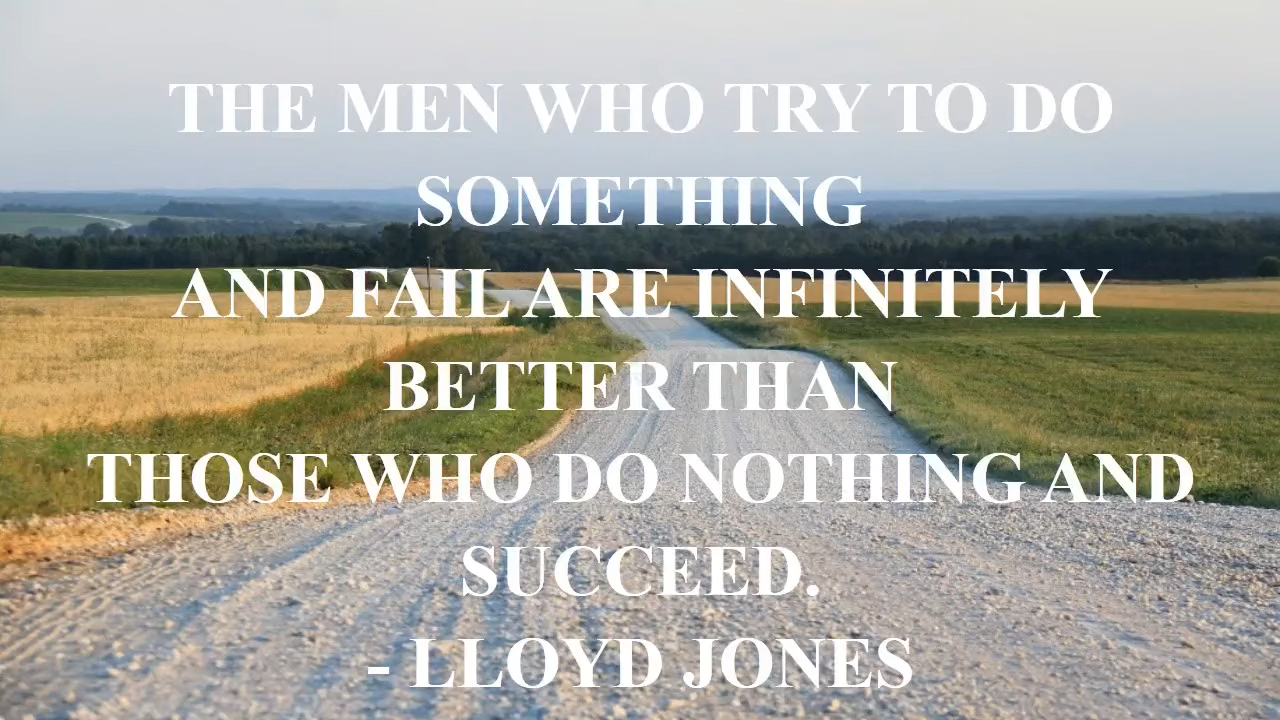 THE MEN WHO TRY TO DO
SOMETHING
AND FAIL ARE INFINITELY
BETTER THAN
THOSE WHO DO NOTHING AND
SUCCEED.
- LLOYD JONES